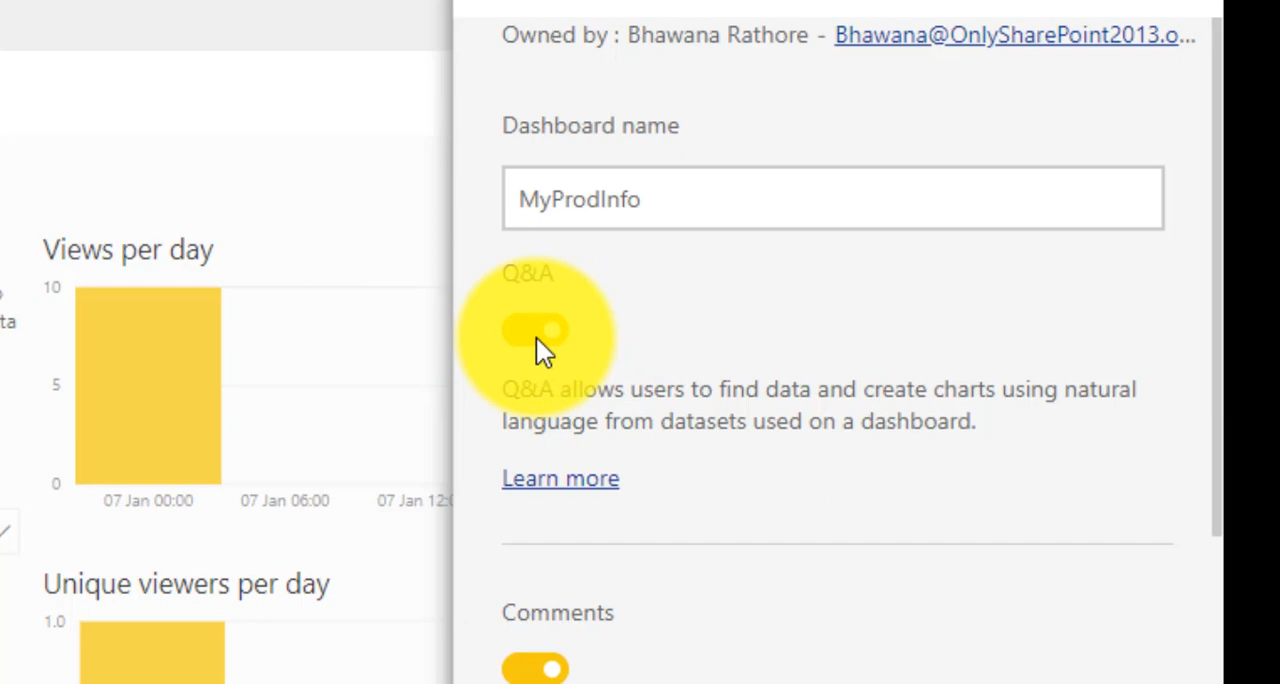 Owned by : Bhawana Rathore - Bhawana@OnlySharePoint2013.o...
Dashboard name
MyProdInfo
Q&A
Q&A allows users to find data and create charts using natural
language from datasets used on a dashboard.
Learn more
Comments
ta
Views per day
10
5
0
07 Jan 00:00
07 Jan 06:00
07 Jan 12:0
Unique viewers per day
1.0